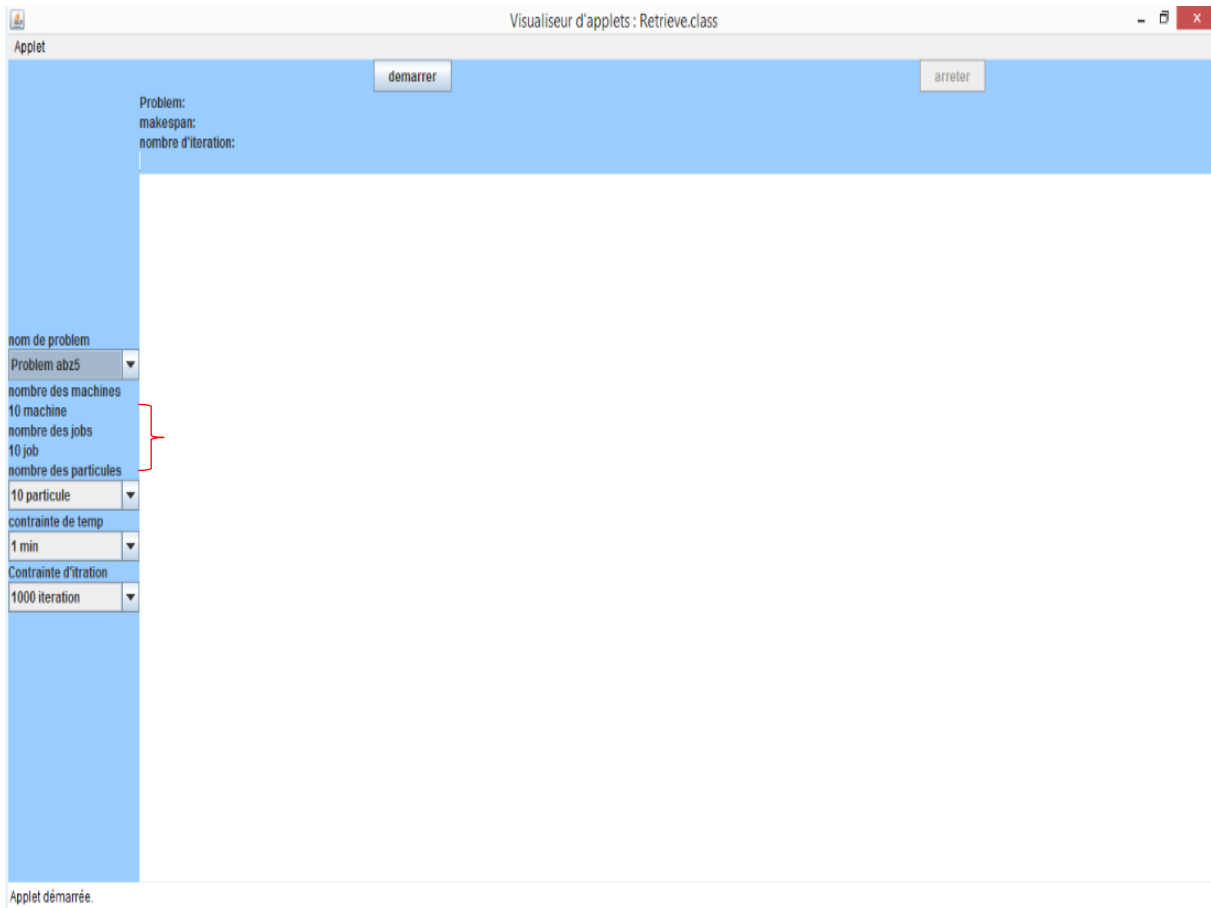 Visualiseur d'applets : Retrieve.class
Applet
demarrer
arreter
Problem:
makespan:
nombre d'iteration:
nom de problem
Problem abz5
nombre des machines
10 machine
nombre des jobs
10 job
nombre des particules
10 particule
contrainte de temp
1 min
Contrainte d'itration
1000 iteration
Applet démarrée.